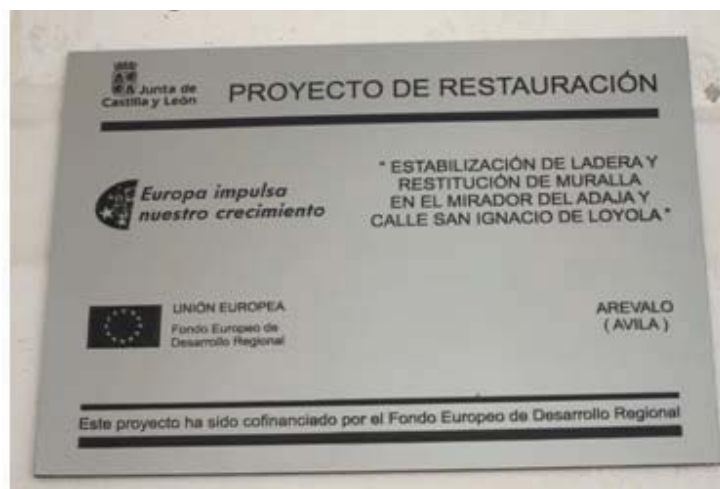 Junta de
Castilla y León
PROYECTO DE RESTAURACIÓN
Europa impulsa
nuestro crecimiento
" ESTABILIZACIÓN DE LADERA Y
RESTITUCIÓN DE MURALLA
EN EL MIRADOR DEL ADAJA Y
CALLE SAN IGNACIO DE LOYOLA "
UNIÓN EUROPEA
Fondo Europeo de
Desarrollo Regional
AREVALO
( AVILA )
Este proyecto ha sido cofinanciado por el Fondo Europeo de Desarrollo Regional